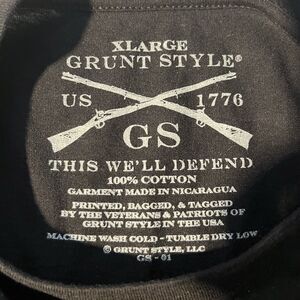 XLARGE
GRUNT STYLE®
US 1776
GS
THIS WE'LL DEFEND
100% COTTON
GARMENT MADE IN NICARAGUA
PRINTED, BAGGED, & TAGGED
BY THE VETERANS & PATRIOTS OF
GRUNT STYLE IN THE USA
MACHINE WASH COLD - TUMBLE DRY LOW
© GRUNT STYLE, LLC
GS - 01